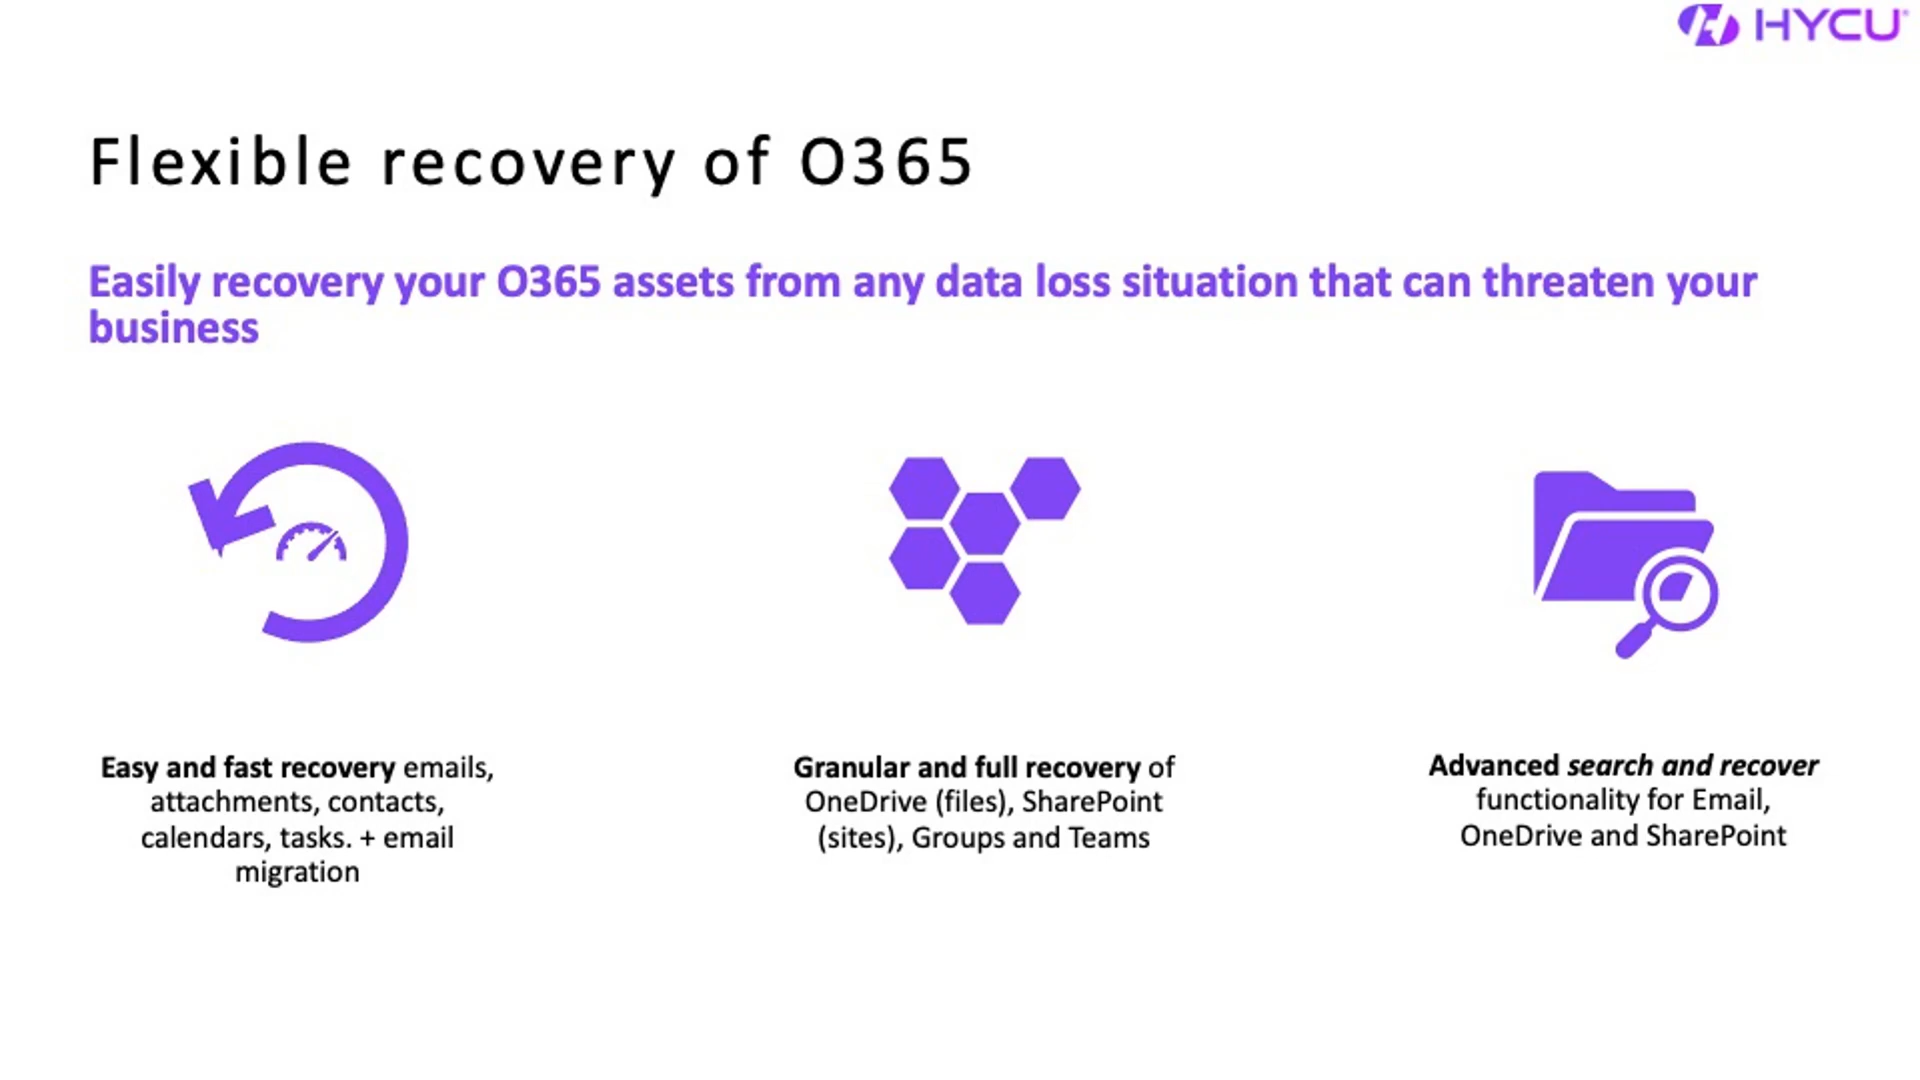 HYCU
Flexible recovery of O365
Easily recovery your O365 assets from any data loss situation that can threaten your
business
Easy and fast recovery emails,
attachments, contacts,
calendars, tasks. + email
migration
Granular and full recovery of
OneDrive (files), SharePoint
(sites), Groups and Teams
Advanced search and recover
functionality for Email,
OneDrive and SharePoint